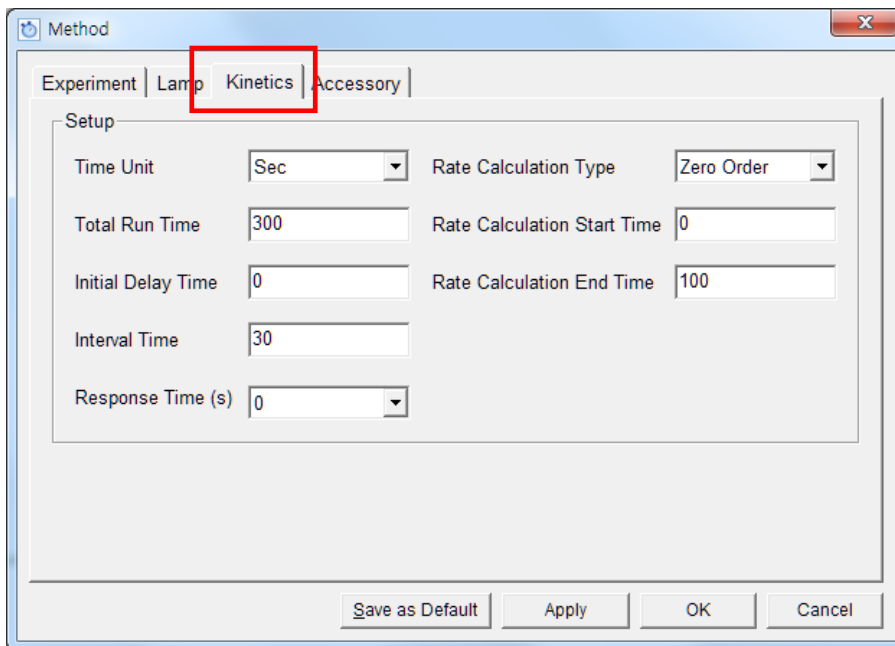 Method
Experiment Lamp Kinetics Accessory
Setup
Time Unit Sec Rate Calculation Type Zero Order
Total Run Time 300 Rate Calculation Start Time 0
Initial Delay Time 0 Rate Calculation End Time 100
Interval Time 30
Response Time (s) 0
Save as Default Apply OK Cancel